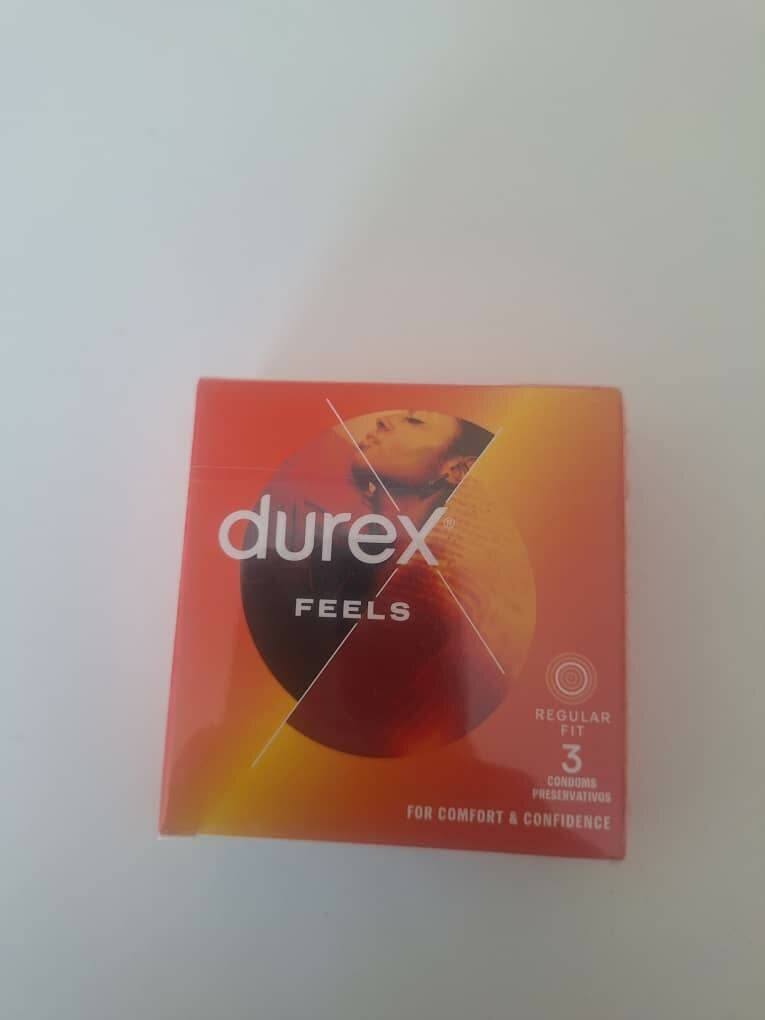 durex®
FEELS
REGULAR
FIT
3
CONDOMS
PRESERVATIVOS
FOR COMFORT & CONFIDENCE